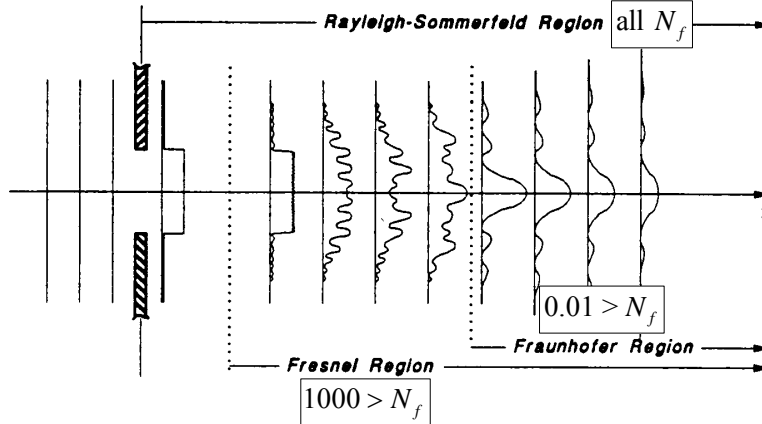 Rayleigh-Sommerfeld Region all N_f
0.01 > N_f
Fraunhofer Region
Fresnel Region
1000 > N_f